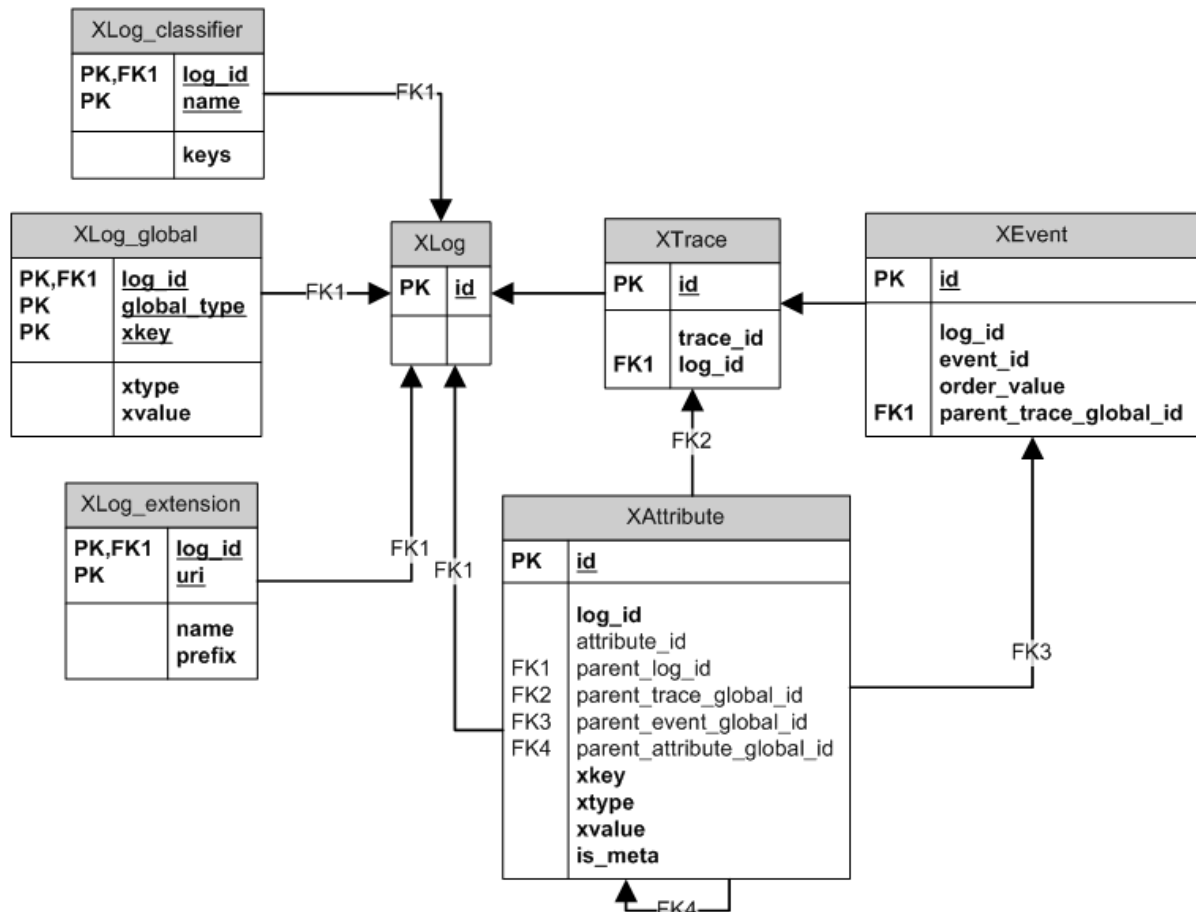 XLog_classifier
PK,FK1 log_id
PK name
keys
FK1
XLog_global
PK,FK1 log_id
PK global_type
PK xkey
xtype
xvalue
FK1
XLog
PK id
XTrace
PK id
trace_id
FK1 log_id
XEvent
PK id
log_id
event_id
order_value
FK1 parent_trace_global_id
XLog_extension
PK,FK1 log_id
PK uri
name
prefix
FK1
FK1
FK2
FK3
XAttribute
PK id
log_id
attribute_id
FK1 parent_log_id
FK2 parent_trace_global_id
FK3 parent_event_global_id
FK4 parent_attribute_global_id
xkey
xtype
xvalue
is_meta
FK4